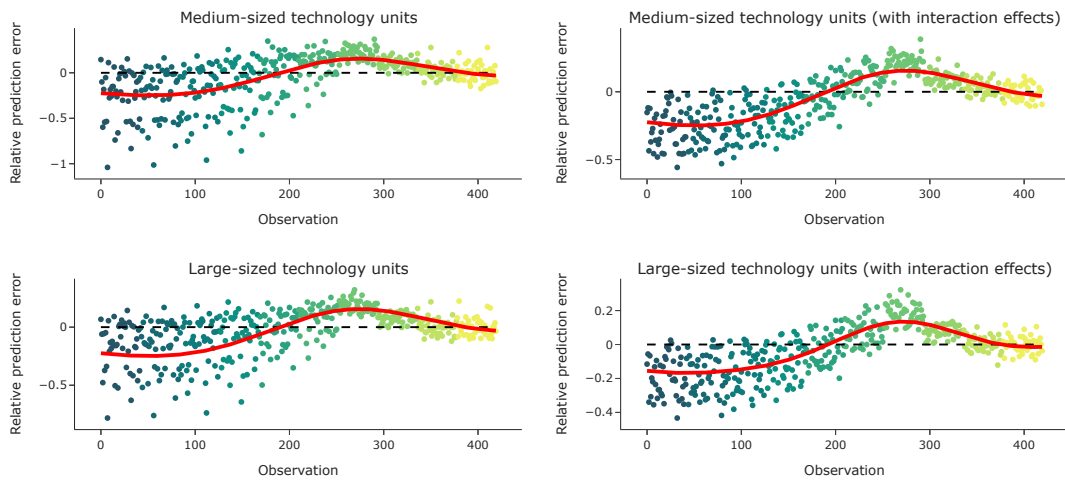 Medium-sized technology units
Relative prediction error
0
−0.5
−1
0
100
200
300
400
Observation
Medium-sized technology units (with interaction effects)
Relative prediction error
0
−0.5
0
100
200
300
400
Observation
Large-sized technology units
Relative prediction error
0
−0.5
0
100
200
300
400
Observation
Large-sized technology units (with interaction effects)
Relative prediction error
0.2
0
−0.2
−0.4
0
100
200
300
400
Observation